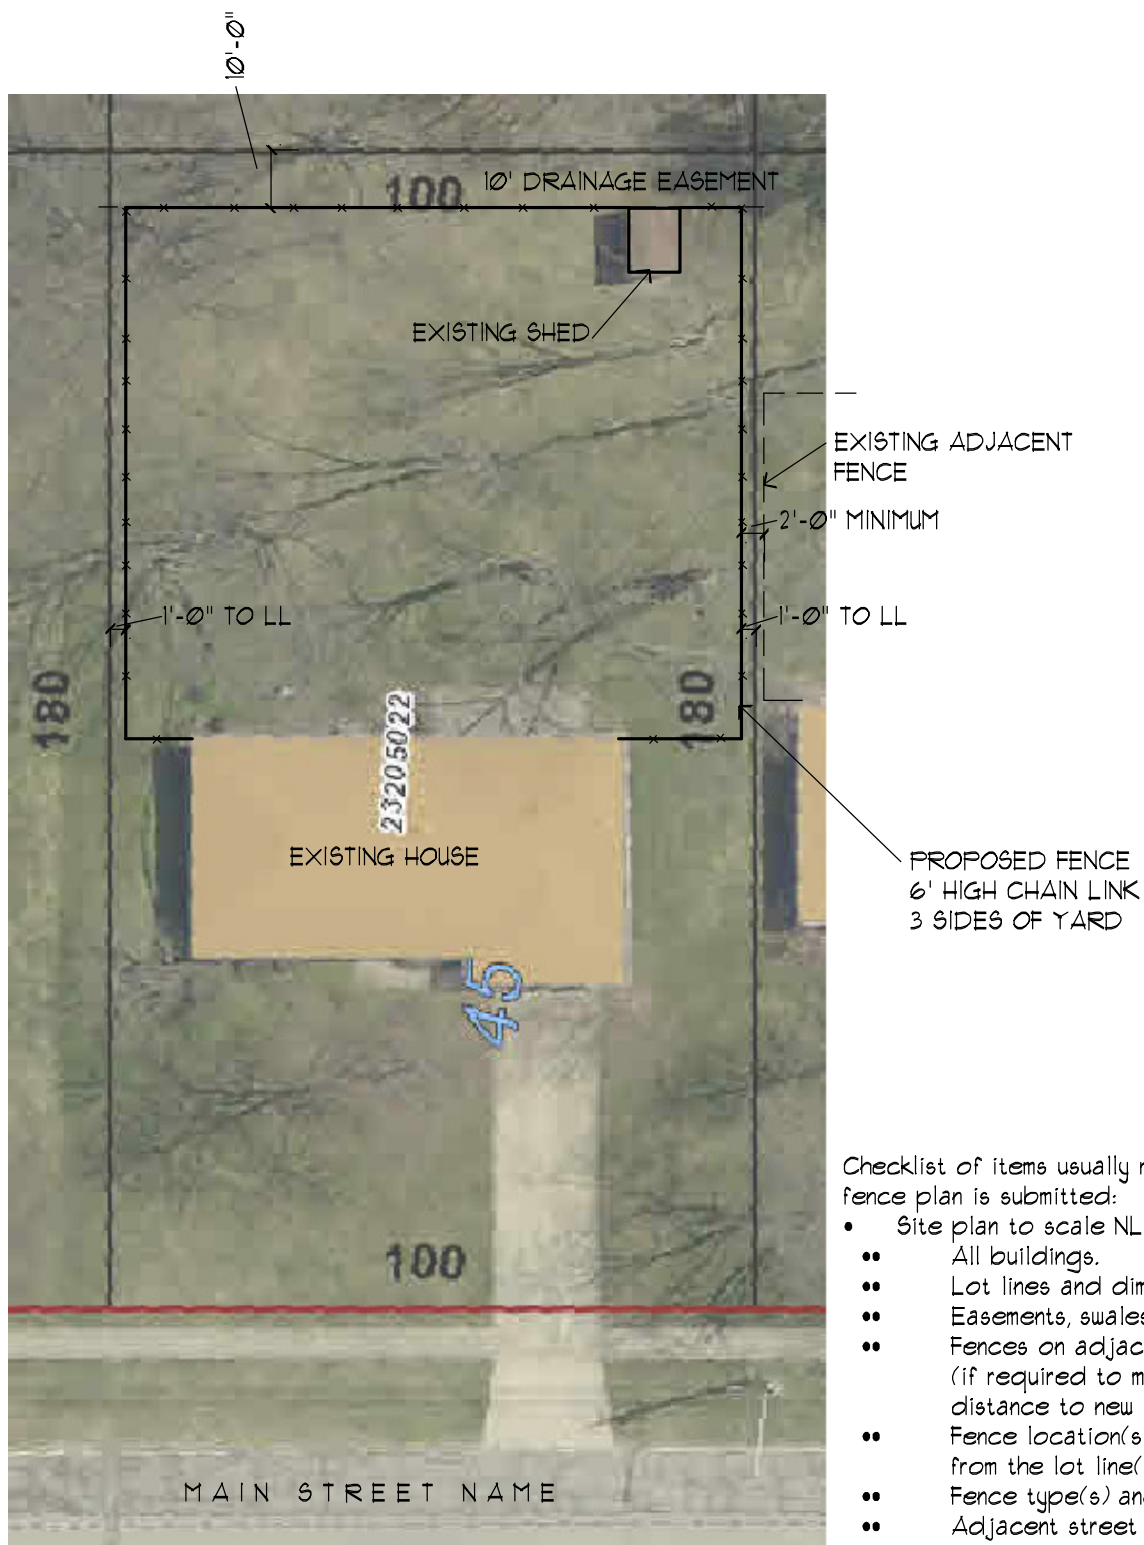 10'-0"
100
10' DRAINAGE EASEMENT
EXISTING SHED
EXISTING ADJACENT
FENCE
2'-0" MINIMUM
1'-0" TO LL
1'-0" TO LL
180
180
23205022
EXISTING HOUSE
PROPOSED FENCE
6' HIGH CHAIN LINK
3 SIDES OF YARD
45
Checklist of items usually
fence plan is submitted:
• Site plan to scale NL
•• All buildings.
•• Lot lines and dim
•• Easements, swales
•• Fences on adjac
(if required to m
distance to new
•• Fence location(s
from the lot line(
•• Fence type(s) an
•• Adjacent street
100
MAIN STREET NAME